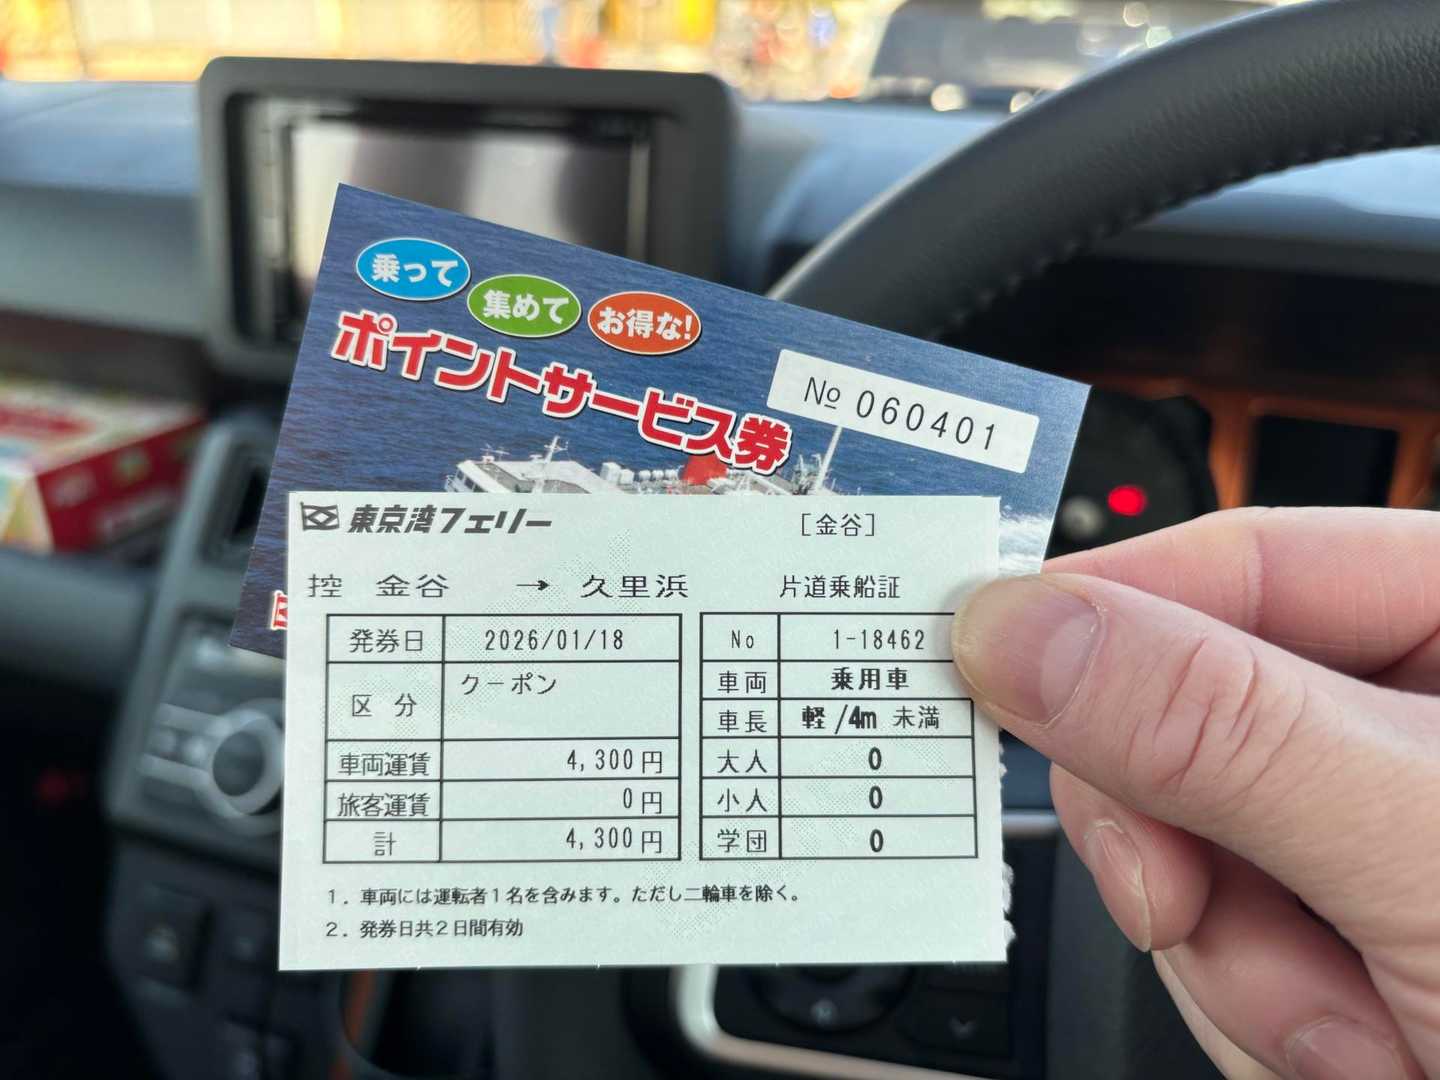 乗って 集めて お得な!
ポイントサービス券
No 060401
東京湾フェリー [金谷]
控 金谷 → 久里浜 片道乗船証
発券日 2026/01/18
区分 クーポン
車両運賃 4,300円
旅客運賃 0円
計 4,300円
No 1-18462
車両 乗用車
車長 軽/4m 未満
大人 0
小人 0
学団 0
1. 車両には運転者1名を含みます。ただし二輪車を除く。
2. 発券日共2日間有効